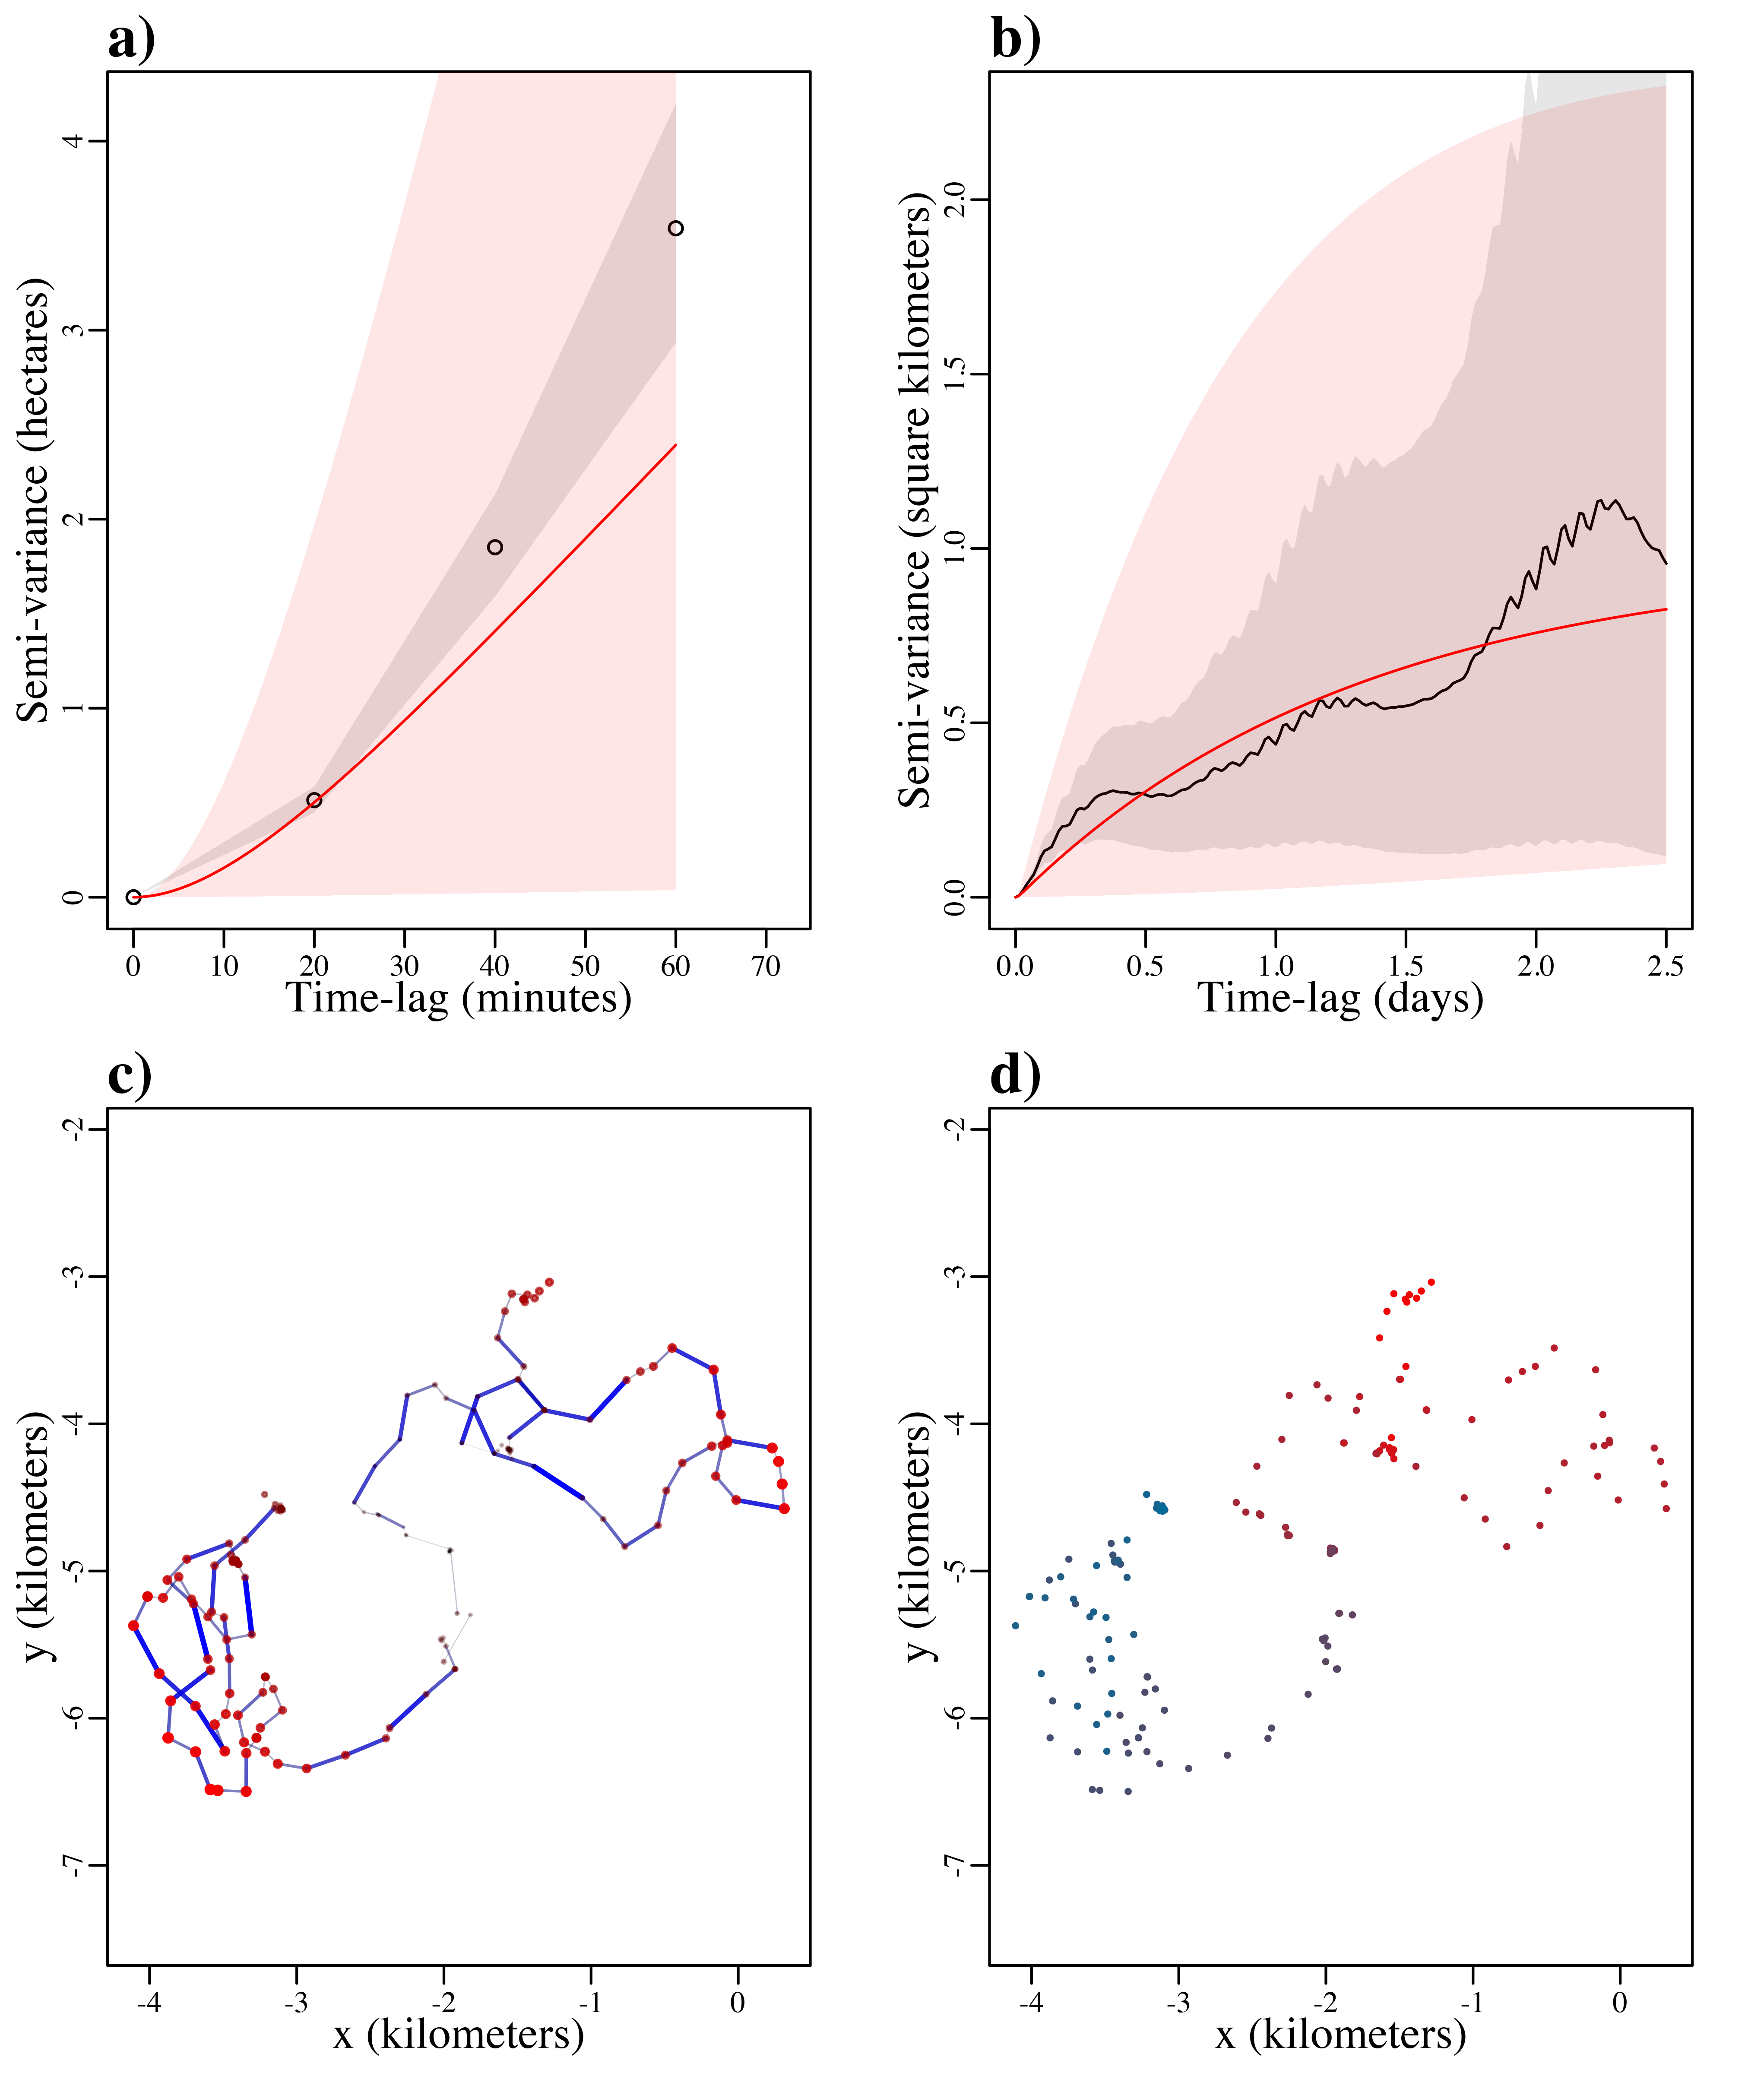 a)
Semi-variance (hectares)
4
3
2
1
0
0 10 20 30 40 50 60 70
Time-lag (minutes)
b)
Semi-variance (square kilometers)
2.0
1.5
1.0
0.5
0.0
0.0 0.5 1.0 1.5 2.0 2.5
Time-lag (days)
c)
y (kilometers)
-2
-3
-4
-5
-6
-7
-4 -3 -2 -1 0
x (kilometers)
d)
y (kilometers)
-2
-3
-4
-5
-6
-7
-4 -3 -2 -1 0
x (kilometers)